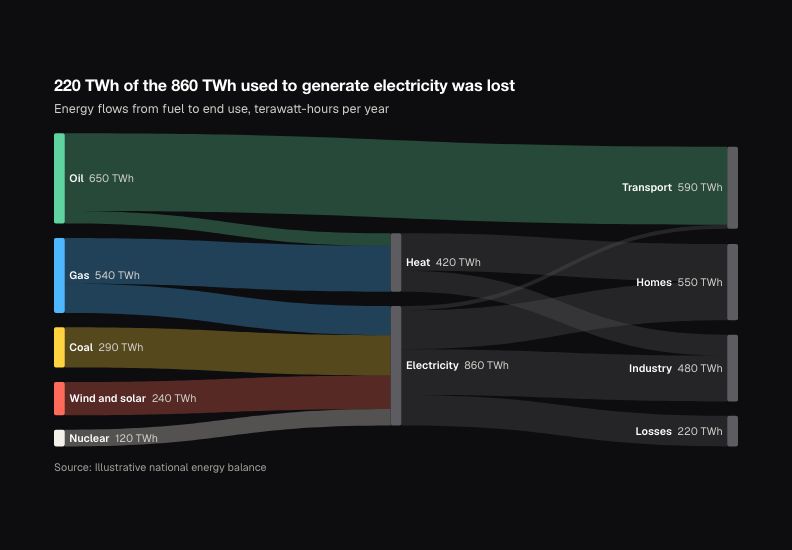 220 TWh of the 860 TWh used to generate electricity was lost
Energy flows from fuel to end use, terawatt-hours per year
Oil 650 TWh
Transport 590 TWh
Heat 420 TWh
Gas 540 TWh
Homes 550 TWh
Coal 290 TWh
Electricity 860 TWh
Industry 480 TWh
Wind and solar 240 TWh
Losses 220 TWh
Nuclear 120 TWh
Source: Illustrative national energy balance